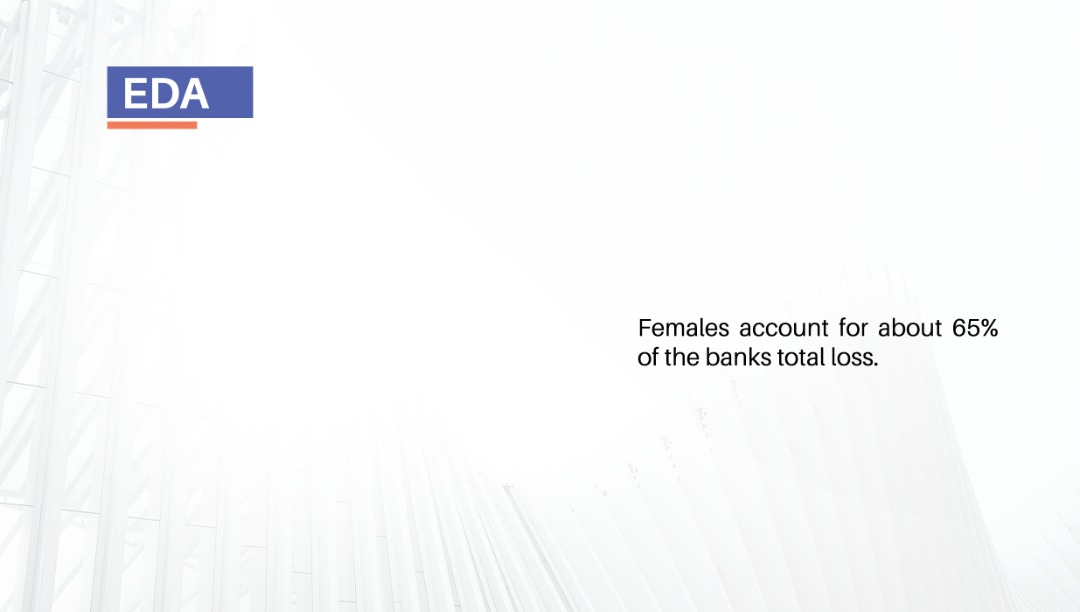 EDA
Females account for about 65%
of the banks total loss.